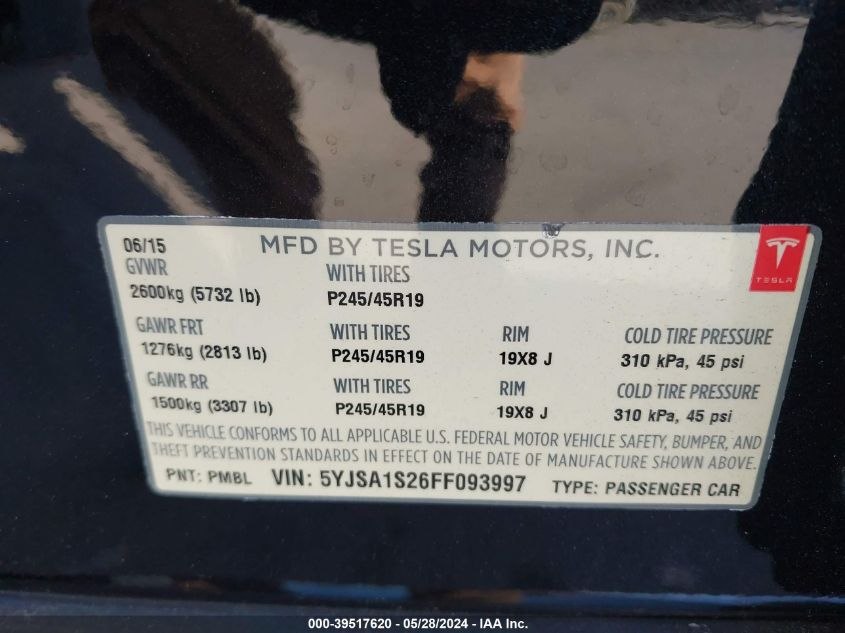 06/15 MFD BY TESLA MOTORS, INC.
TESLA
GVWR WITH TIRES
2600kg (5732 lb) P245/45R19
GAWR FRT WITH TIRES RIM COLD TIRE PRESSURE
1276kg (2813 lb) P245/45R19 19X8 J 310 kPa, 45 psi
GAWR RR WITH TIRES RIM COLD TIRE PRESSURE
1500kg (3307 lb) P245/45R19 19X8 J 310 kPa, 45 psi
THIS VEHICLE CONFORMS TO ALL APPLICABLE U.S. FEDERAL MOTOR VEHICLE SAFETY, BUMPER, AND
THEFT PREVENTION STANDARDS IN EFFECT ON THE DATE OF MANUFACTURE SHOWN ABOVE.
PNT: PMBL VIN: 5YJSA1S26FF093997 TYPE: PASSENGER CAR
000-39517620 - 05/28/2024 - IAA Inc.